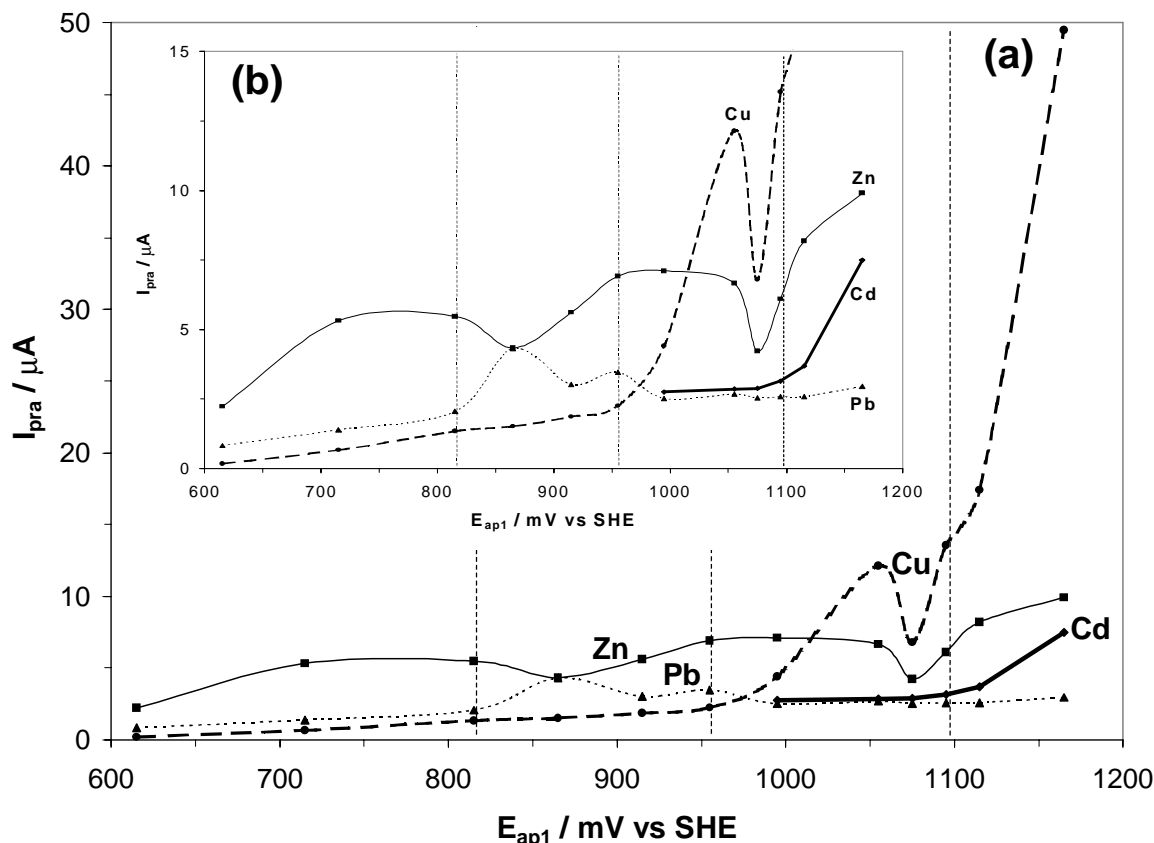 50
40
30
20
10
0
I_pra / μA
(a)
Cu
Zn
Pb
Cd
600 700 800 900 1000 1100 1200
E_ap1 / mV vs SHE
(b)
15
10
5
0
I_pra / μA
Cu
Zn
Cd
Pb
600 700 800 900 1000 1100 1200
E_ap1 / mV vs SHE